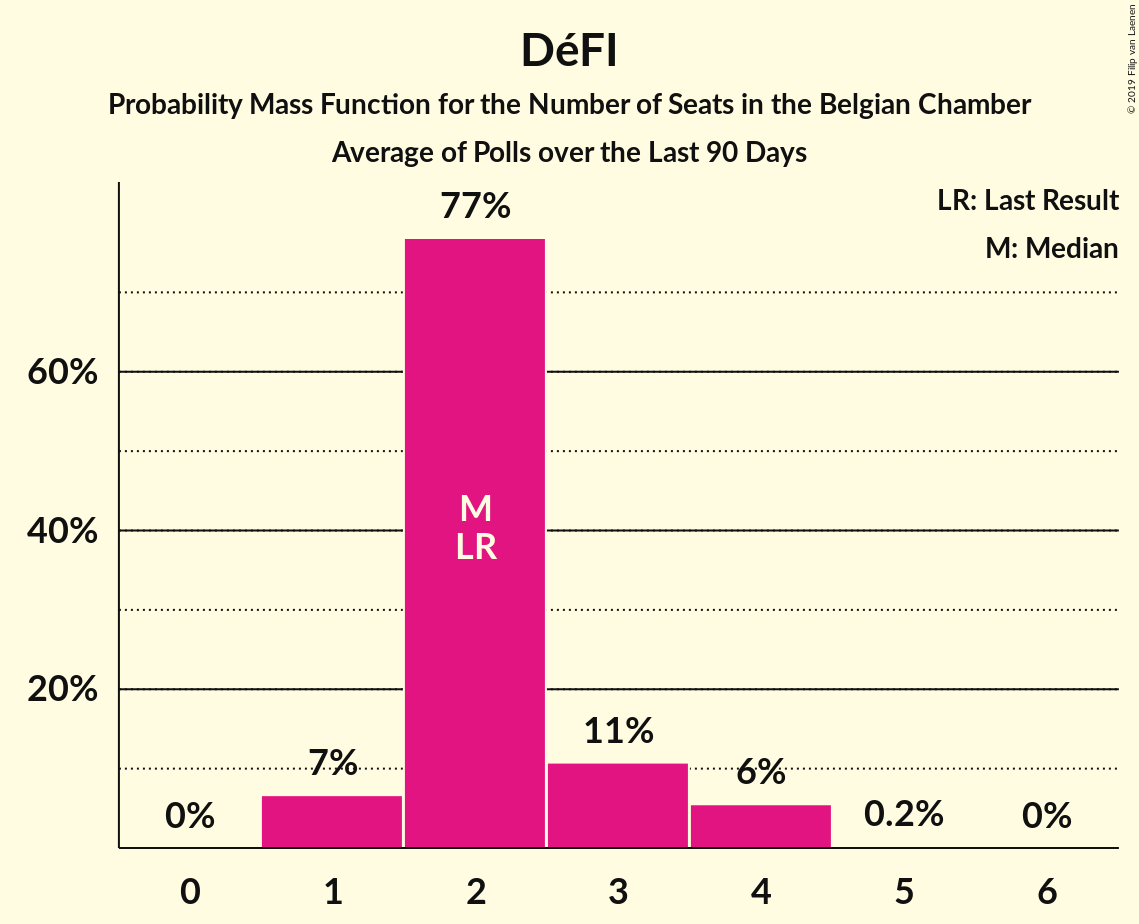 DéFI
Probability Mass Function for the Number of Seats in the Belgian Chamber
Average of Polls over the Last 90 Days
© 2019 Filip van Laenen
LR: Last Result
M: Median
77%
60%
40%
20%
M
LR
0%
7%
11%
6%
0.2%
0%
0 1 2 3 4 5 6